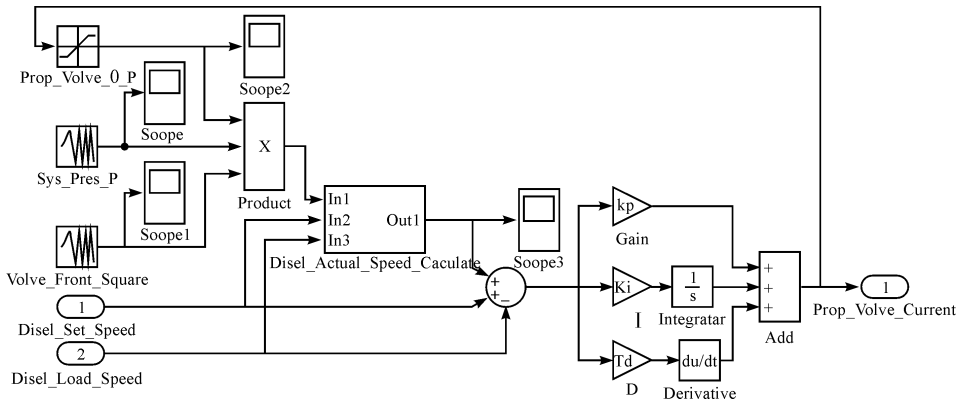 Prop_Volve_0_P
Soope2
Soope
Sys_Pres_P
X
Product
Soope1
Volve_Front_Square
In1
In2
In3
Out1
Disel_Actual_Speed_Caculate
Soope3
1
Disel_Set_Speed
2
Disel_Load_Speed
+
+
−
kp
Gain
Ki
I
1
s
Integratar
Td
D
du/dt
Derivative
+
+
+
Add
1
Prop_Volve_Current